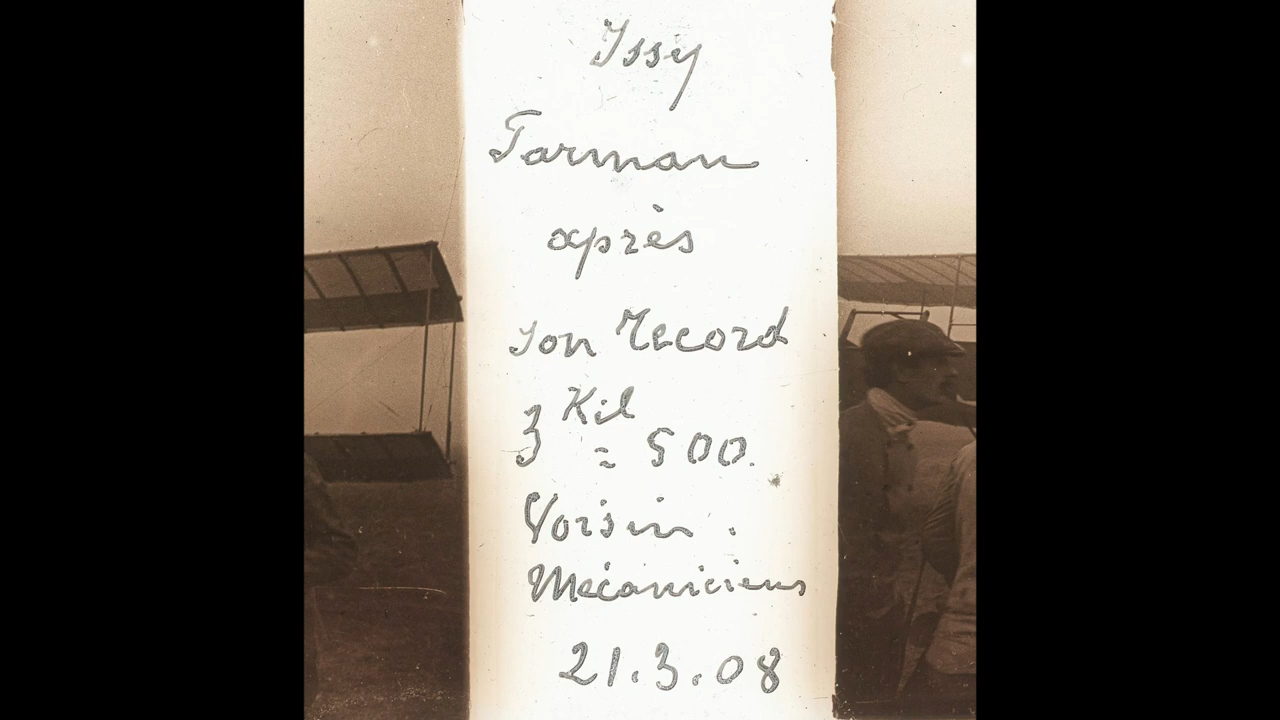 Issy
Farman
après
son Record
3 Kil = 500.
Voisin.
Mécaniciens
21.3.08